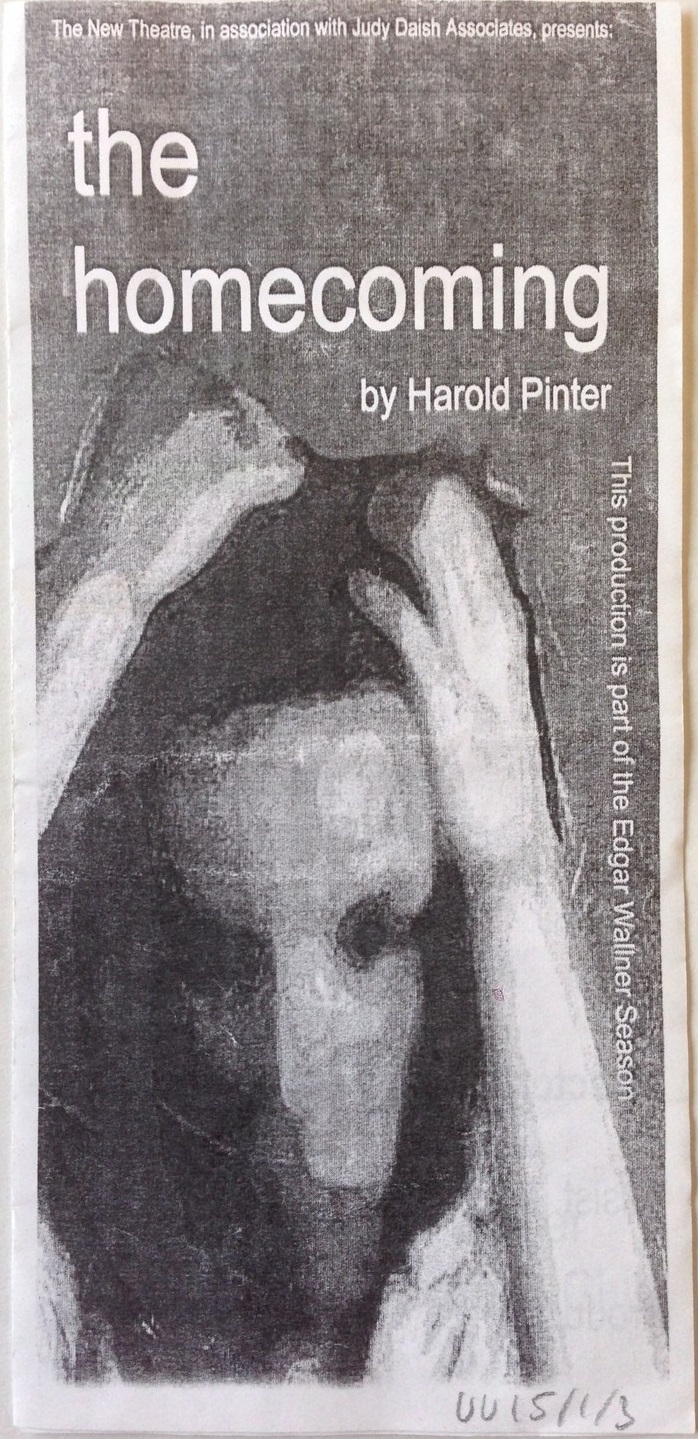 The New Theatre, in association with Judy Daish Associates, presents:
the
homecoming
by Harold Pinter
This production is part of the Edgar Wallner Season
UU15/1/3